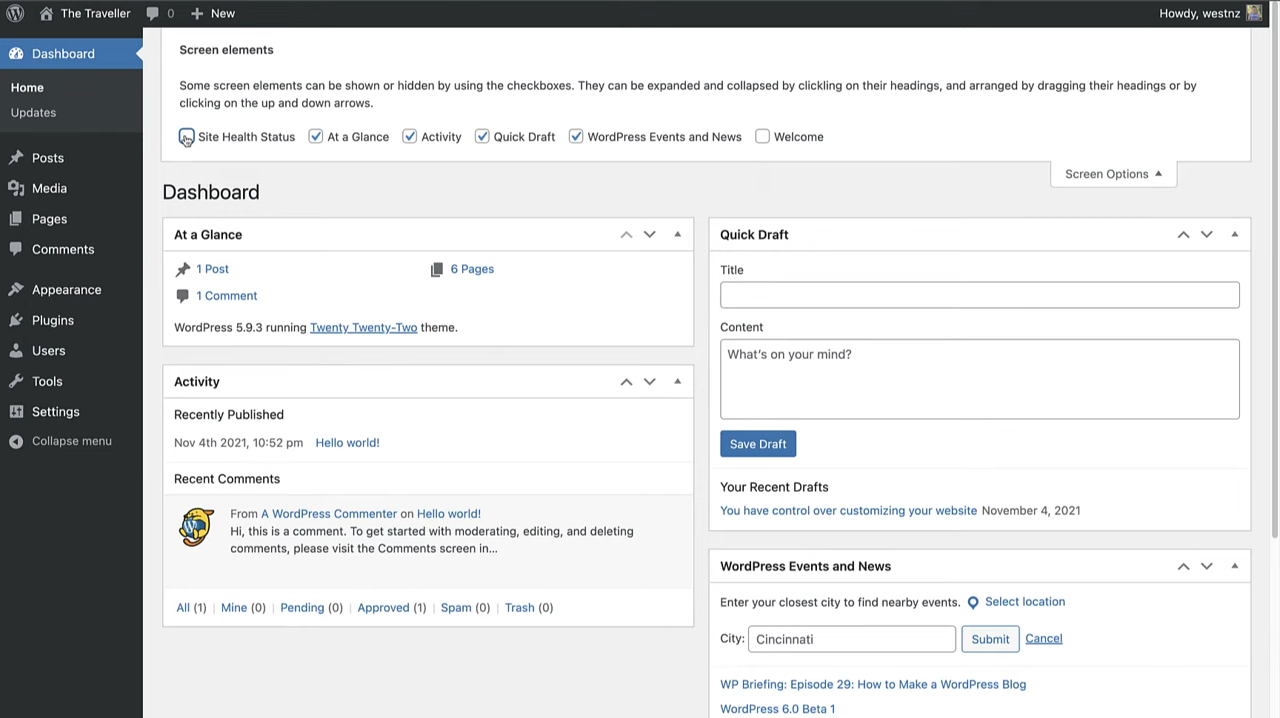 The Traveller 0 New Howdy, westnz
Dashboard
Home
Updates
Posts
Media
Pages
Comments
Appearance
Plugins
Users
Tools
Settings
Collapse menu
Screen elements
Some screen elements can be shown or hidden by using the checkboxes. They can be expanded and collapsed by clickling on their headings, and arranged by dragging their headings or by
clicking on the up and down arrows.
Site Health Status At a Glance Activity Quick Draft WordPress Events and News Welcome
Screen Options
Dashboard
At a Glance
1 Post 6 Pages
1 Comment
WordPress 5.9.3 running Twenty Twenty-Two theme.
Activity
Recently Published
Nov 4th 2021, 10:52 pm Hello world!
Recent Comments
From A WordPress Commenter on Hello world!
Hi, this is a comment. To get started with moderating, editing, and deleting
comments, please visit the Comments screen in...
All (1) | Mine (0) | Pending (0) | Approved (1) | Spam (0) | Trash (0)
Quick Draft
Title
Content
What's on your mind?
Save Draft
Your Recent Drafts
You have control over customizing your website November 4, 2021
WordPress Events and News
Enter your closest city to find nearby events. Select location
City: Cincinnati Submit Cancel
WP Briefing: Episode 29: How to Make a WordPress Blog
WordPress 6.0 Beta 1